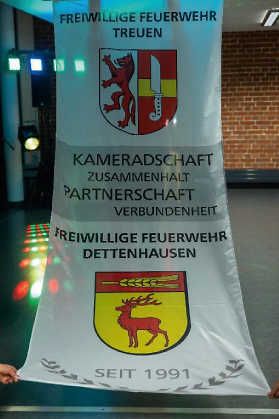 FREIWILLIGE FEUERWEHR
TREUEN
KAMERADSCHAFT
ZUSAMMENHALT
PARTNERSCHAFT
VERBUNDENHEIT
FREIWILLIGE FEUERWEHR
DETTENHAUSEN
SEIT 1991